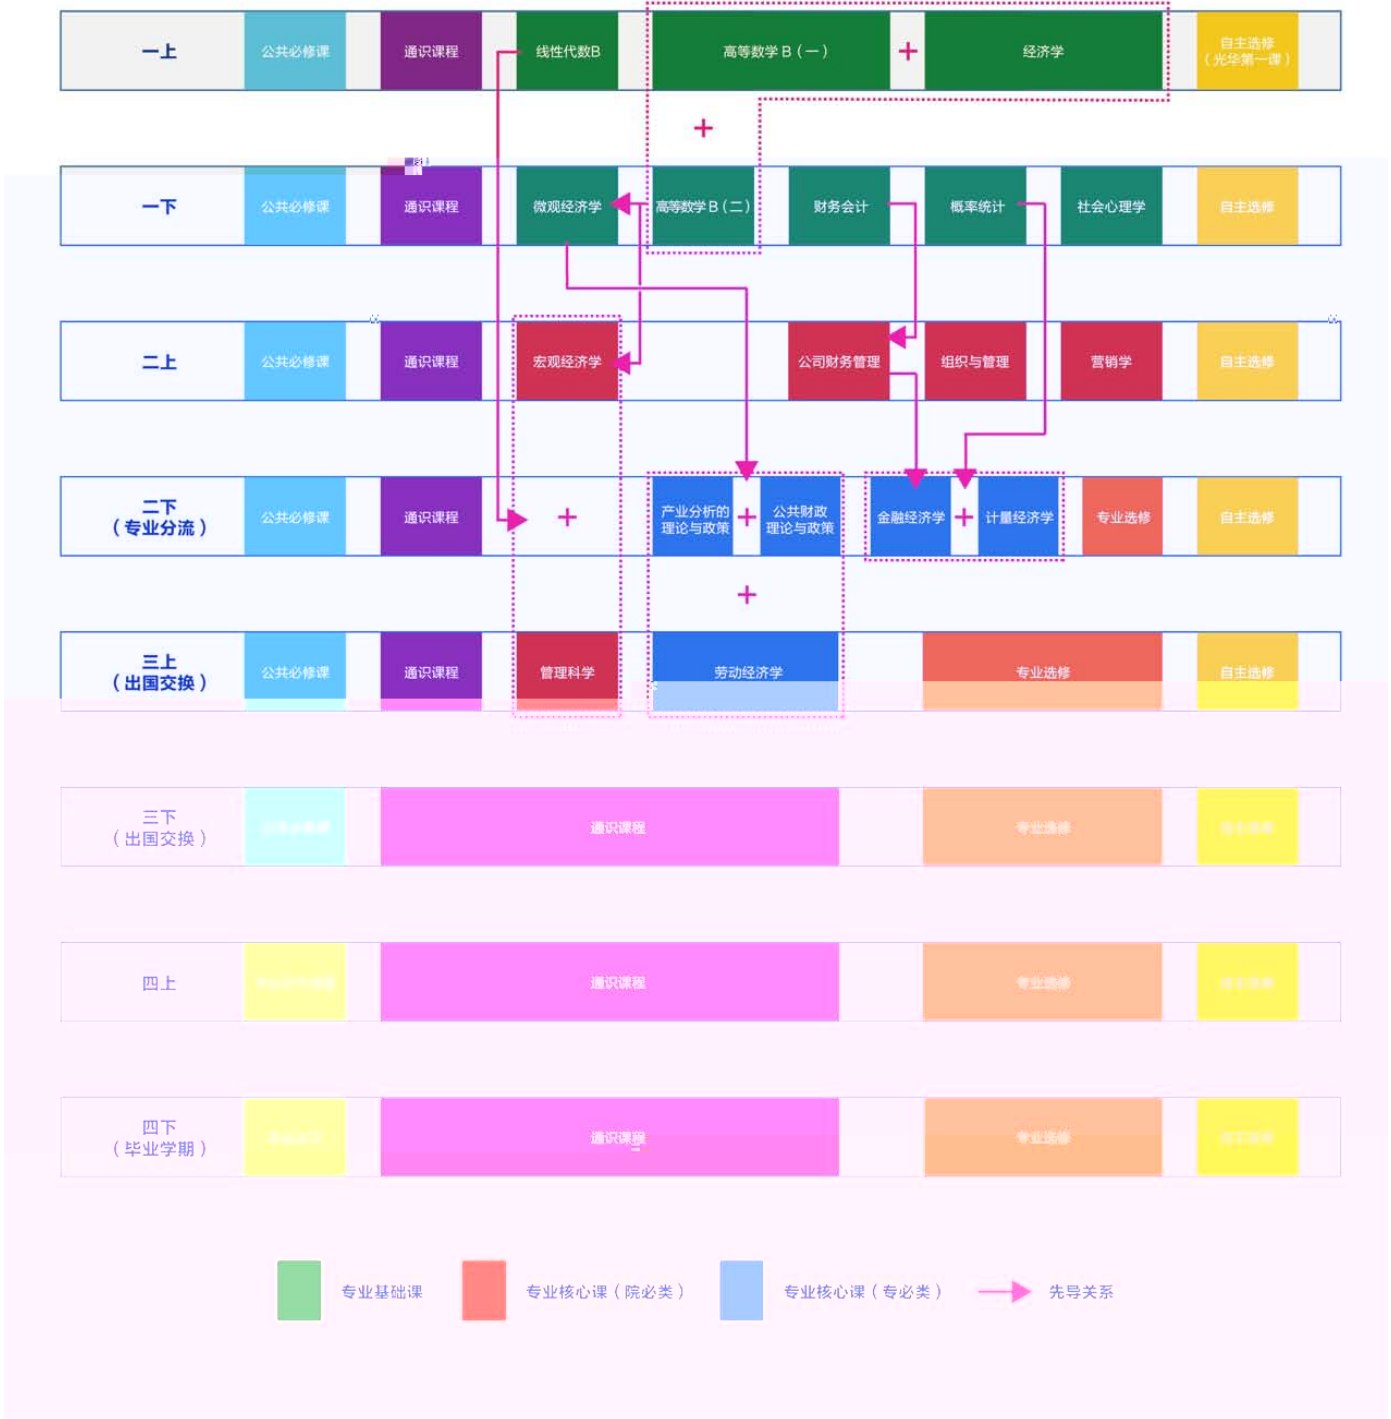 一上
公共必修课
通识课程
线性代数B
高等数学 B（一）
+
经济学
自主选修
（光华第一课）
+
一下
公共必修课
通识课程
微观经济学
高等数学 B（二）
财务会计
概率统计
社会心理学
自主选修
二上
公共必修课
通识课程
宏观经济学
公司财务管理
组织与管理
营销学
自主选修
二下
（专业分流）
公共必修课
通识课程
+
产业分析的
理论与政策
+
公共财政
理论与政策
金融经济学
+
计量经济学
专业选修
自主选修
+
三上
（出国交换）
公共必修课
通识课程
管理科学
劳动经济学
专业选修
自主选修
三下
（出国交换）
通识课程
专业选修
自主选修
四上
通识课程
专业选修
自主选修
四下
（毕业学期）
通识课程
专业选修
自主选修
专业基础课
专业核心课（院必类）
专业核心课（专必类）
先导关系